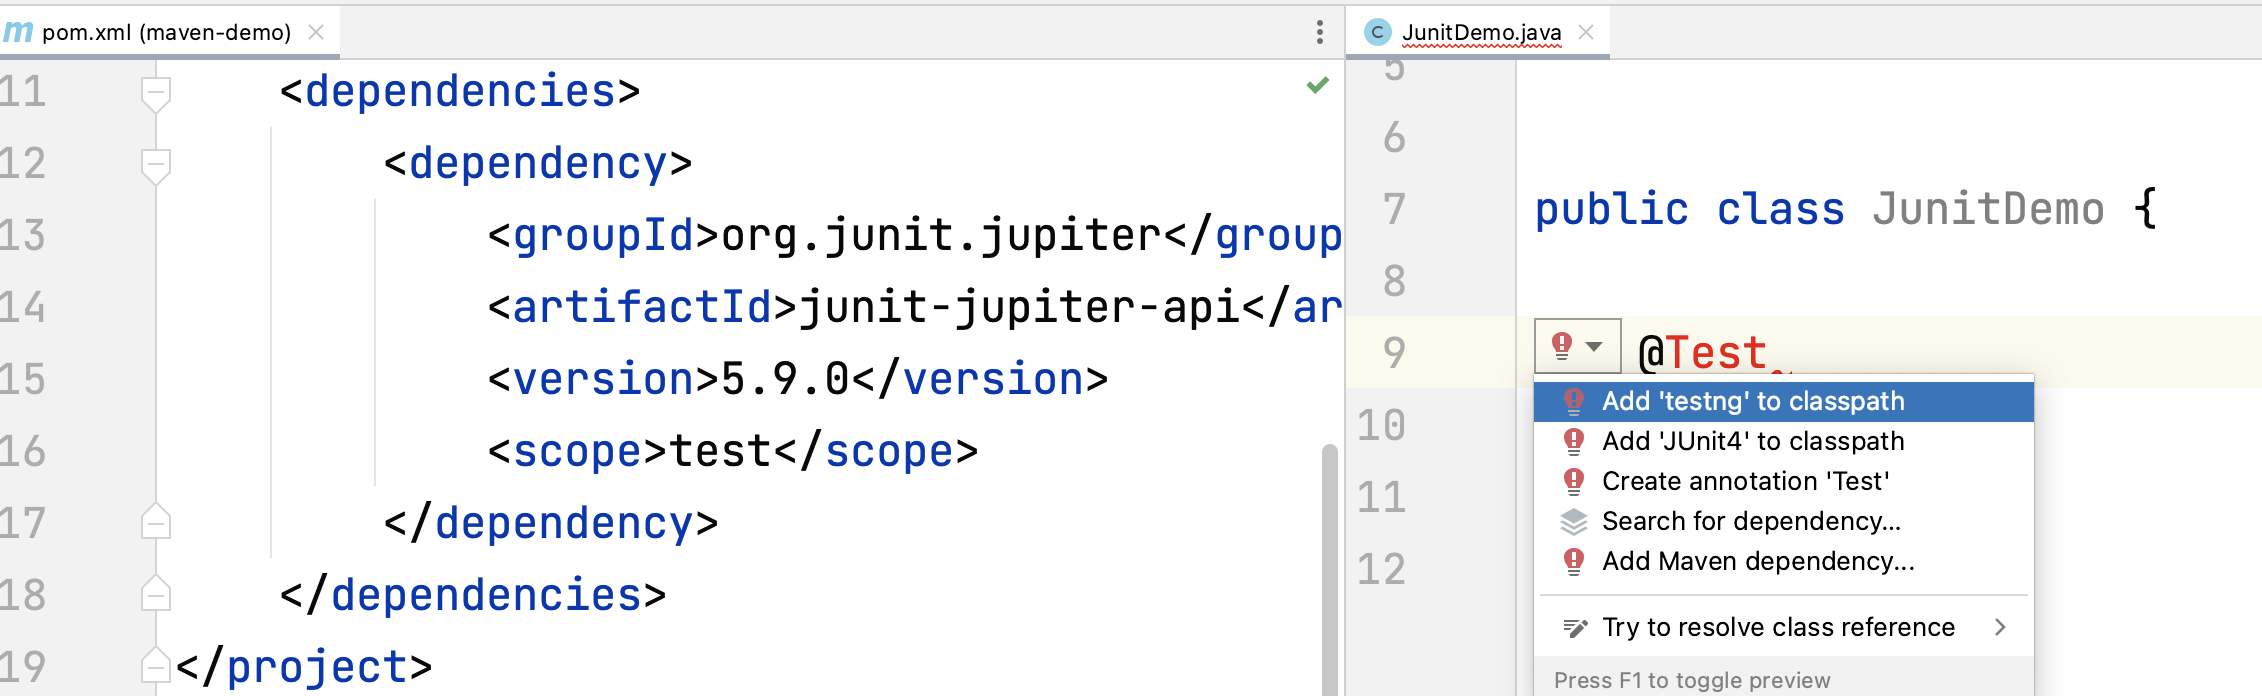 m pom.xml (maven-demo)
11 <dependencies>
12 <dependency>
13 <groupId>org.junit.jupiter</group
14 <artifactId>junit-jupiter-api</ar
15 <version>5.9.0</version>
16 <scope>test</scope>
17 </dependency>
18 </dependencies>
19 </project>
C JunitDemo.java
5
6
7 public class JunitDemo {
8
9 @Test
10
11
12
Add 'testng' to classpath
Add 'JUnit4' to classpath
Create annotation 'Test'
Search for dependency...
Add Maven dependency...
Try to resolve class reference
Press F1 to toggle preview